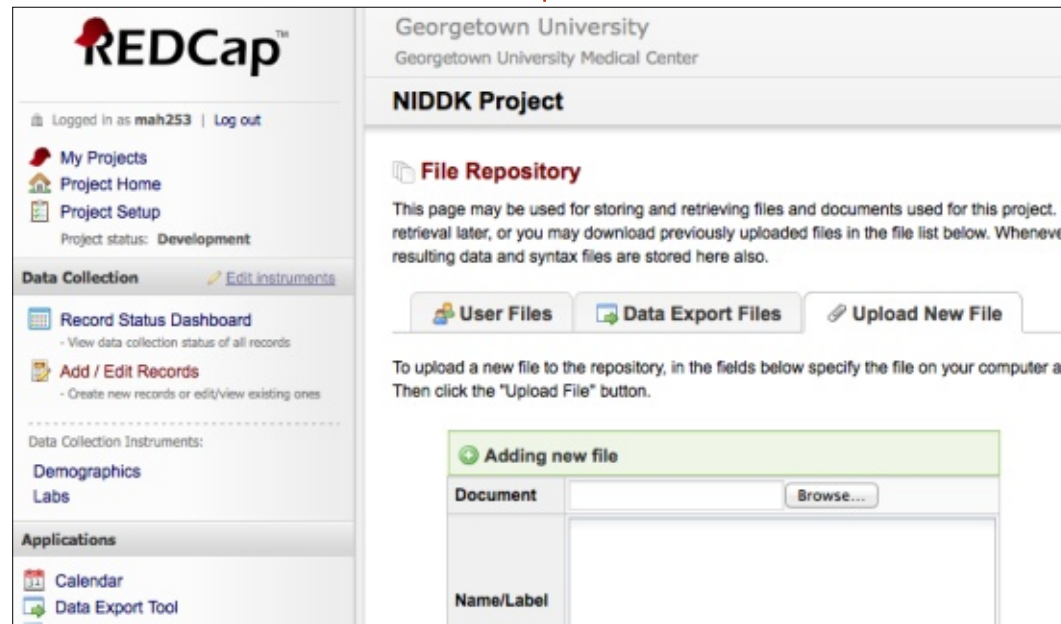 REDCap™
Logged in as mah253 | Log out
My Projects
Project Home
Project Setup
Project status: Development
Data Collection
Edit instruments
Record Status Dashboard
- View data collection status of all records
Add / Edit Records
- Create new records or edit/view existing ones
Data Collection Instruments:
Demographics
Labs
Applications
31
Calendar
Data Export Tool
Georgetown University
Georgetown University Medical Center
NIDDK Project
File Repository
This page may be used for storing and retrieving files and documents used for this project.
retrieval later, or you may download previously uploaded files in the file list below. Wheneve
resulting data and syntax files are stored here also.
User Files
Data Export Files
Upload New File
To upload a new file to the repository, in the fields below specify the file on your computer a
Then click the "Upload File" button.
Adding new file
Document
Browse...
Name/Label